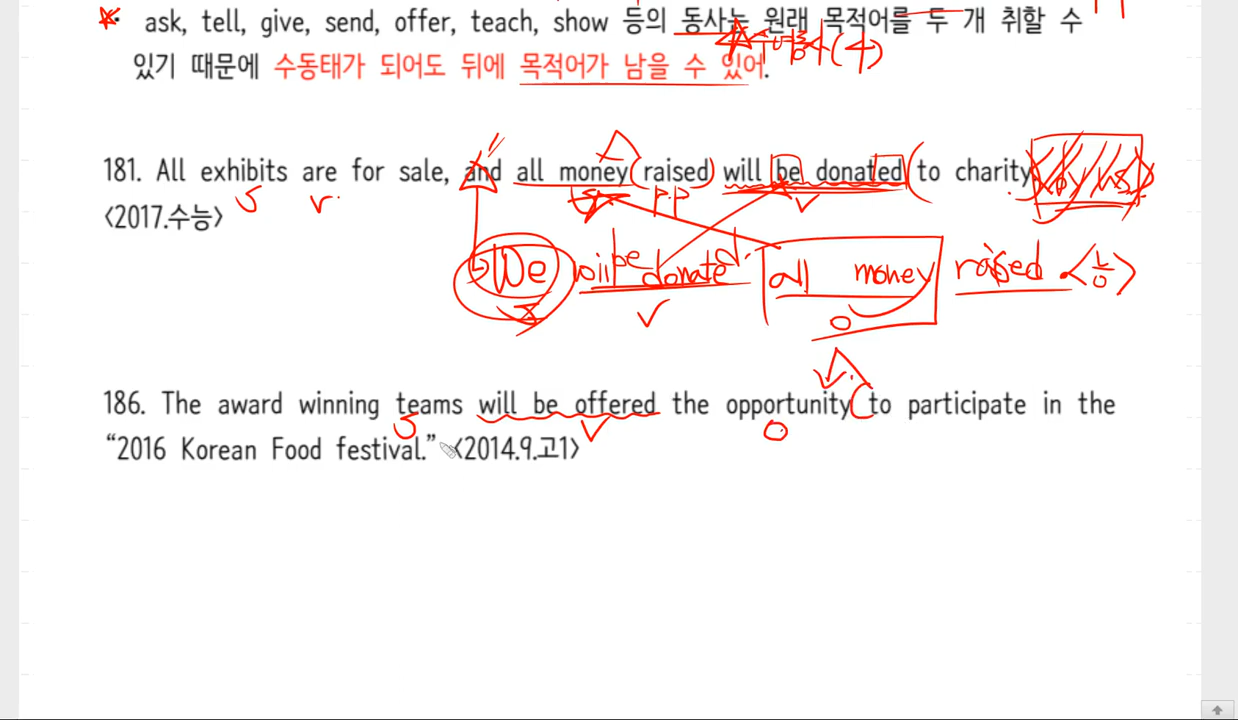 * ask, tell, give, send, offer, teach, show 등의 동사는 원래 목적어를 두 개 취할 수
있기 때문에 수동태가 되어도 뒤에 목적어가 남을 수 있어.
181. All exhibits are for sale, and all money (raised) will be donated (to charity
S v. p.p V
<2017.수능>
We will be donated. all money raised
V O
186. The award winning teams will be offered the opportunity (to participate in the
S V O
“2016 Korean Food festival.” <2014.9.고1>